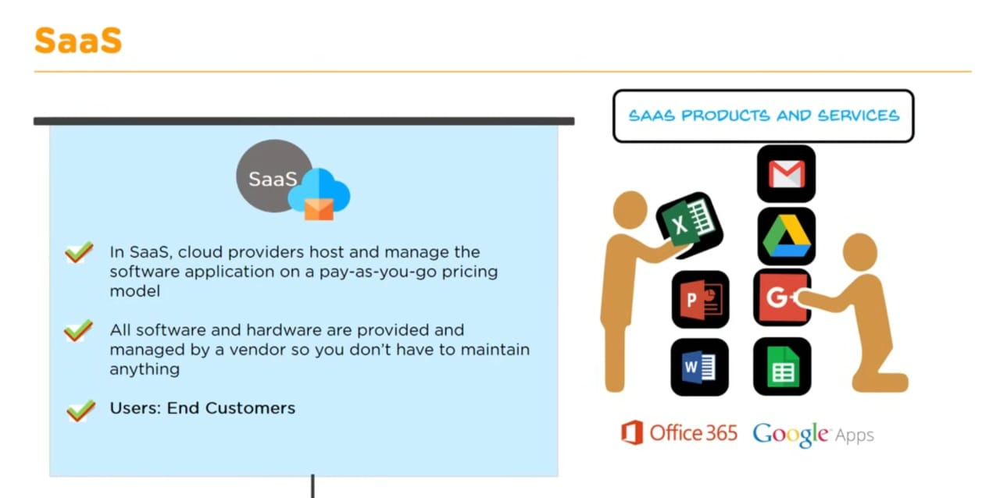 SaaS
SaaS
In SaaS, cloud providers host and manage the
software application on a pay-as-you-go pricing
model
All software and hardware are provided and
managed by a vendor so you don’t have to maintain
anything
Users: End Customers
SAAS PRODUCTS AND SERVICES
X
P
G+
W
Office 365
Google Apps